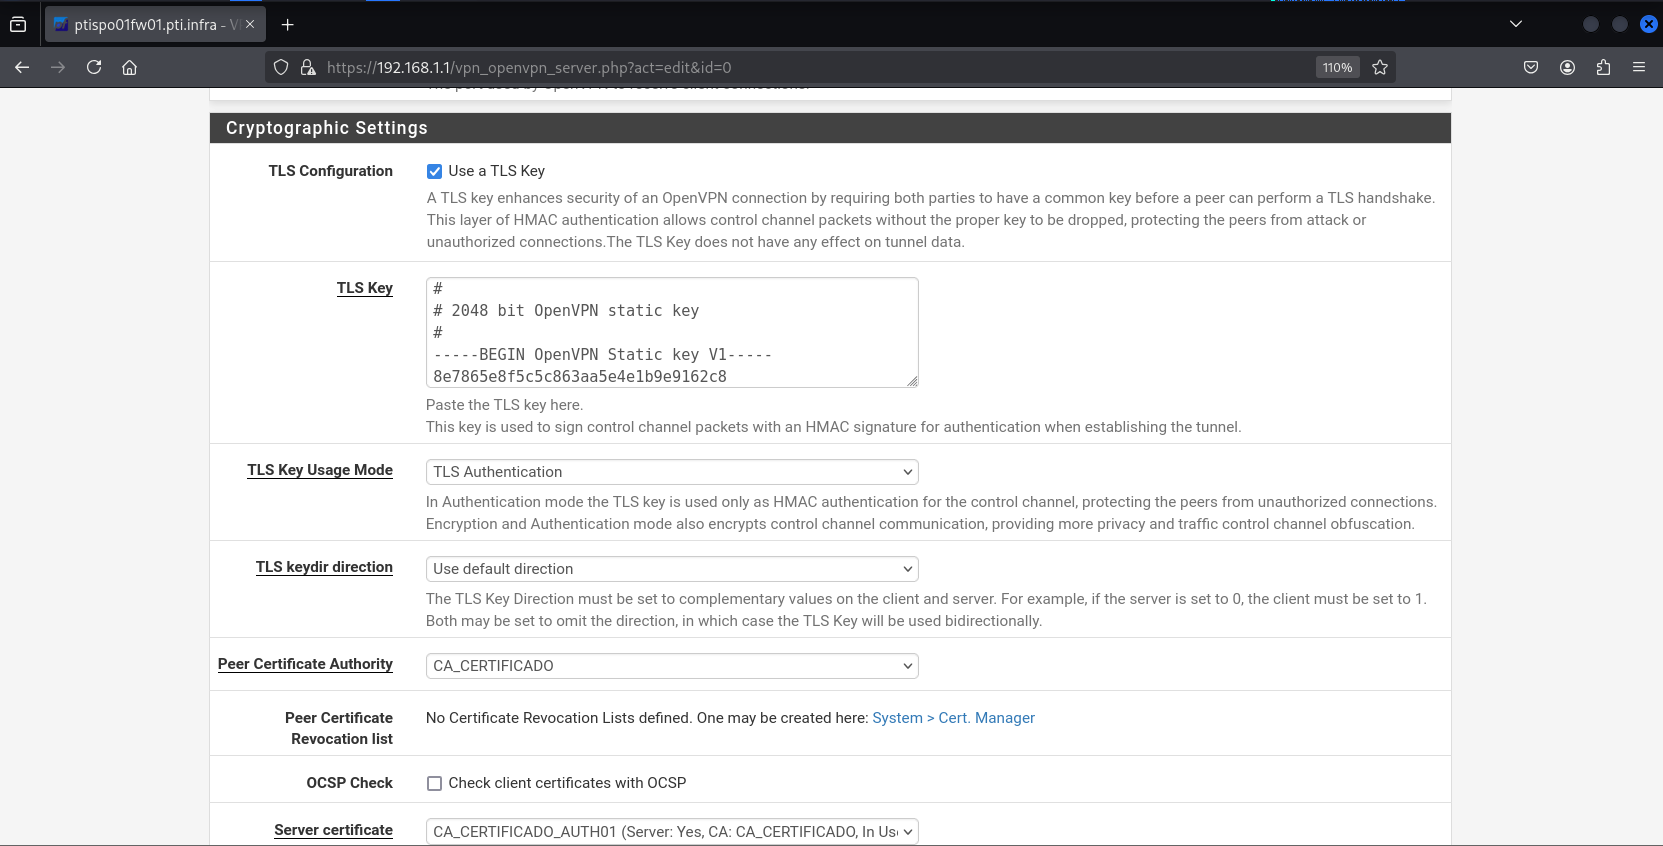 ptispo01fw01.pti.infra - V
https://192.168.1.1/vpn_openvpn_server.php?act=edit&id=0
110%
The port used by OpenVPN to receive client connections.
Cryptographic Settings
TLS Configuration
Use a TLS Key
A TLS key enhances security of an OpenVPN connection by requiring both parties to have a common key before a peer can perform a TLS handshake.
This layer of HMAC authentication allows control channel packets without the proper key to be dropped, protecting the peers from attack or
unauthorized connections.The TLS Key does not have any effect on tunnel data.
TLS Key
#
# 2048 bit OpenVPN static key
#
-----BEGIN OpenVPN Static key V1-----
8e7865e8f5c5c863aa5e4e1b9e9162c8
Paste the TLS key here.
This key is used to sign control channel packets with an HMAC signature for authentication when establishing the tunnel.
TLS Key Usage Mode
TLS Authentication
In Authentication mode the TLS key is used only as HMAC authentication for the control channel, protecting the peers from unauthorized connections.
Encryption and Authentication mode also encrypts control channel communication, providing more privacy and traffic control channel obfuscation.
TLS keydir direction
Use default direction
The TLS Key Direction must be set to complementary values on the client and server. For example, if the server is set to 0, the client must be set to 1.
Both may be set to omit the direction, in which case the TLS Key will be used bidirectionally.
Peer Certificate Authority
CA_CERTIFICADO
Peer Certificate
Revocation list
No Certificate Revocation Lists defined. One may be created here: System > Cert. Manager
OCSP Check
Check client certificates with OCSP
Server certificate
CA_CERTIFICADO_AUTH01 (Server: Yes, CA: CA_CERTIFICADO, In Us